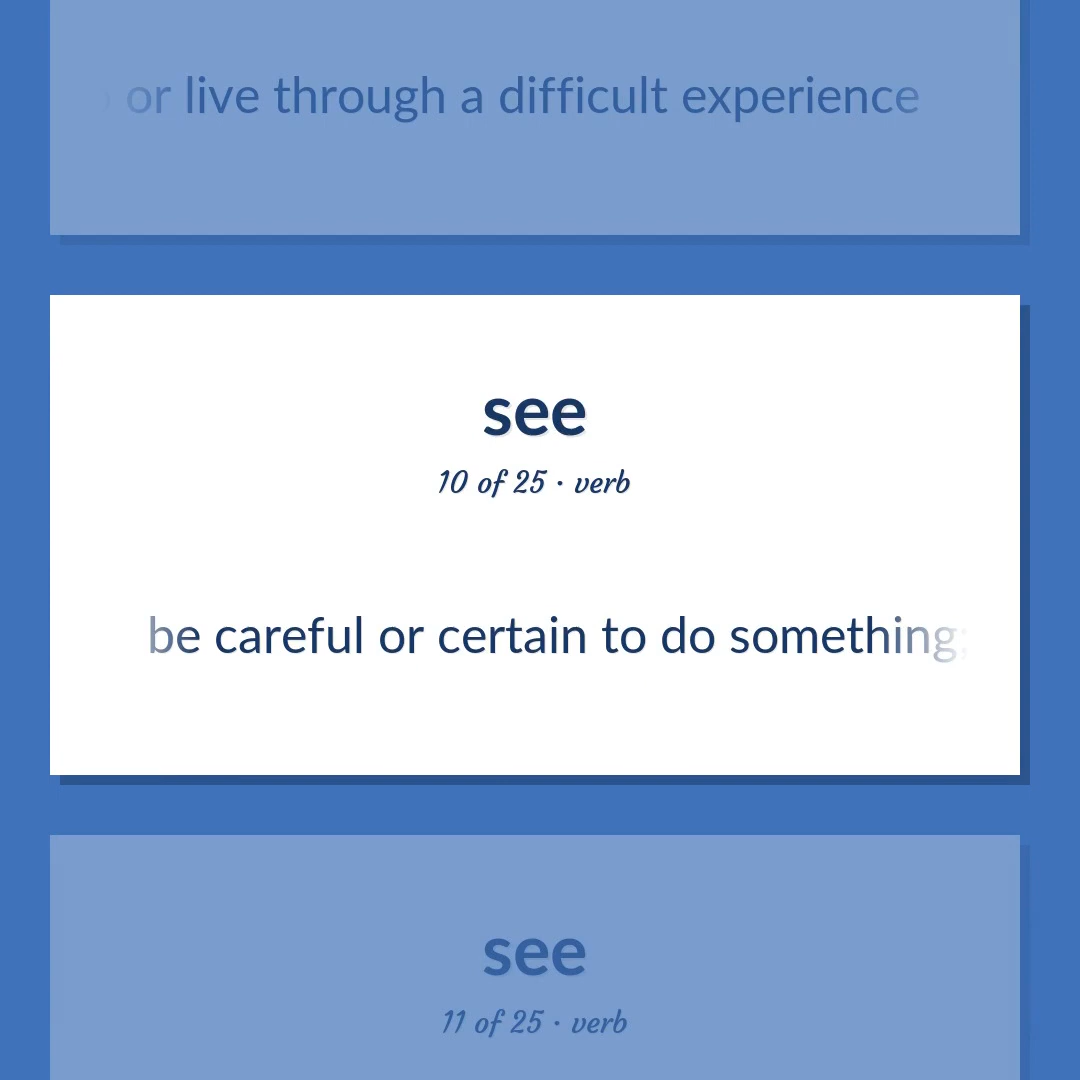 or live through a difficult experience
see
10 of 25 · verb
be careful or certain to do something;
see
11 of 25 · verb